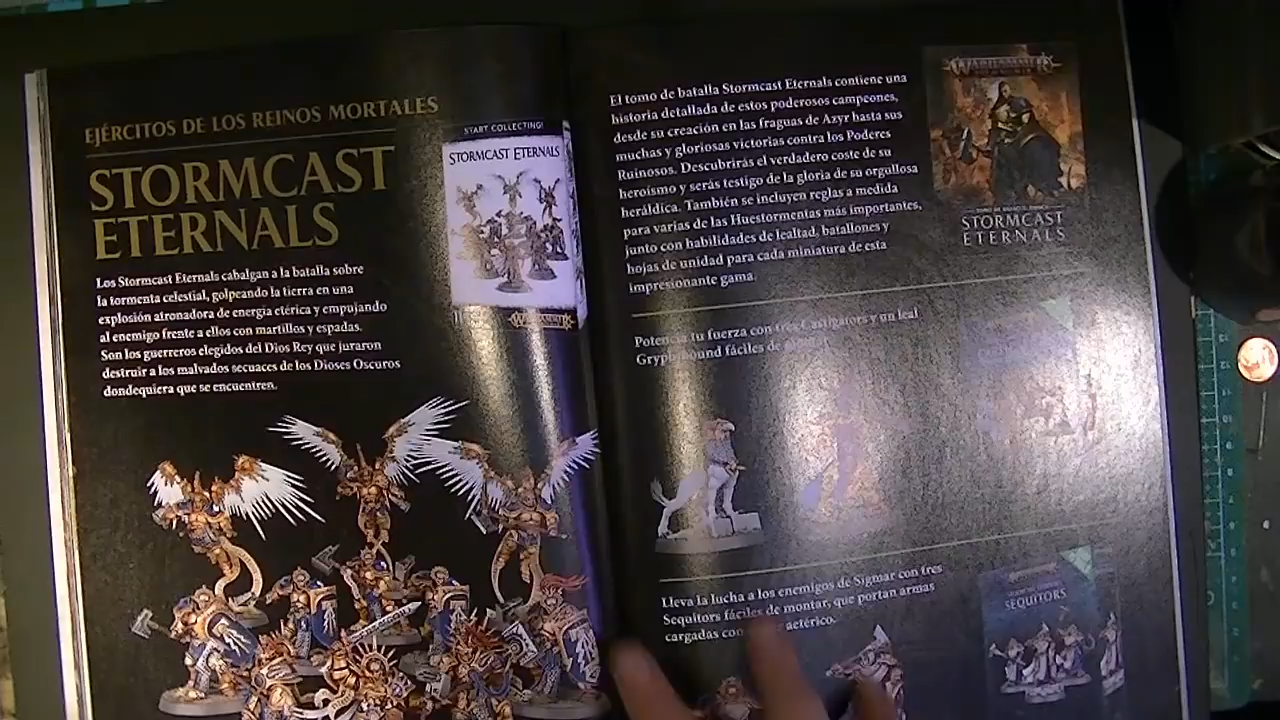 EJÉRCITOS DE LOS REINOS MORTALES
STORMCAST
ETERNALS
Los Stormcast Eternals cabalgan a la batalla sobre
la tormenta celestial, golpeando la tierra en una
explosión atronadora de energía etérica y empujando
al enemigo frente a ellos con martillos y espadas.
Son los guerreros elegidos del Dios Rey que juraron
destruir a los malvados secuaces de los Dioses Oscuros
dondequiera que se encuentren.
START COLLECTING!
STORMCAST ETERNALS
WARHAMMER
El tomo de batalla Stormcast Eternals contiene una
historia detallada de estos poderosos campeones,
desde su creación en las fraguas de Azyr hasta sus
muchas y gloriosas victorias contra los Poderes
Ruinosos. Descubrirás el verdadero coste de su
heroísmo y serás testigo de la gloria de su orgullosa
heráldica. También se incluyen reglas a medida
para varias de las Huestormentas más importantes,
junto con habilidades de lealtad, batallones y
hojas de unidad para cada miniatura de esta
impresionante gama.
WARHAMMER
STORMCAST
ETERNALS
Potencia tu fuerza con tres Castigators y un leal
Gryph-hound fáciles de
Lleva la lucha a los enemigos de Sigmar con tres
Sequitors fáciles de montar, que portan armas
cargadas con aetérico.
SEQUITORS